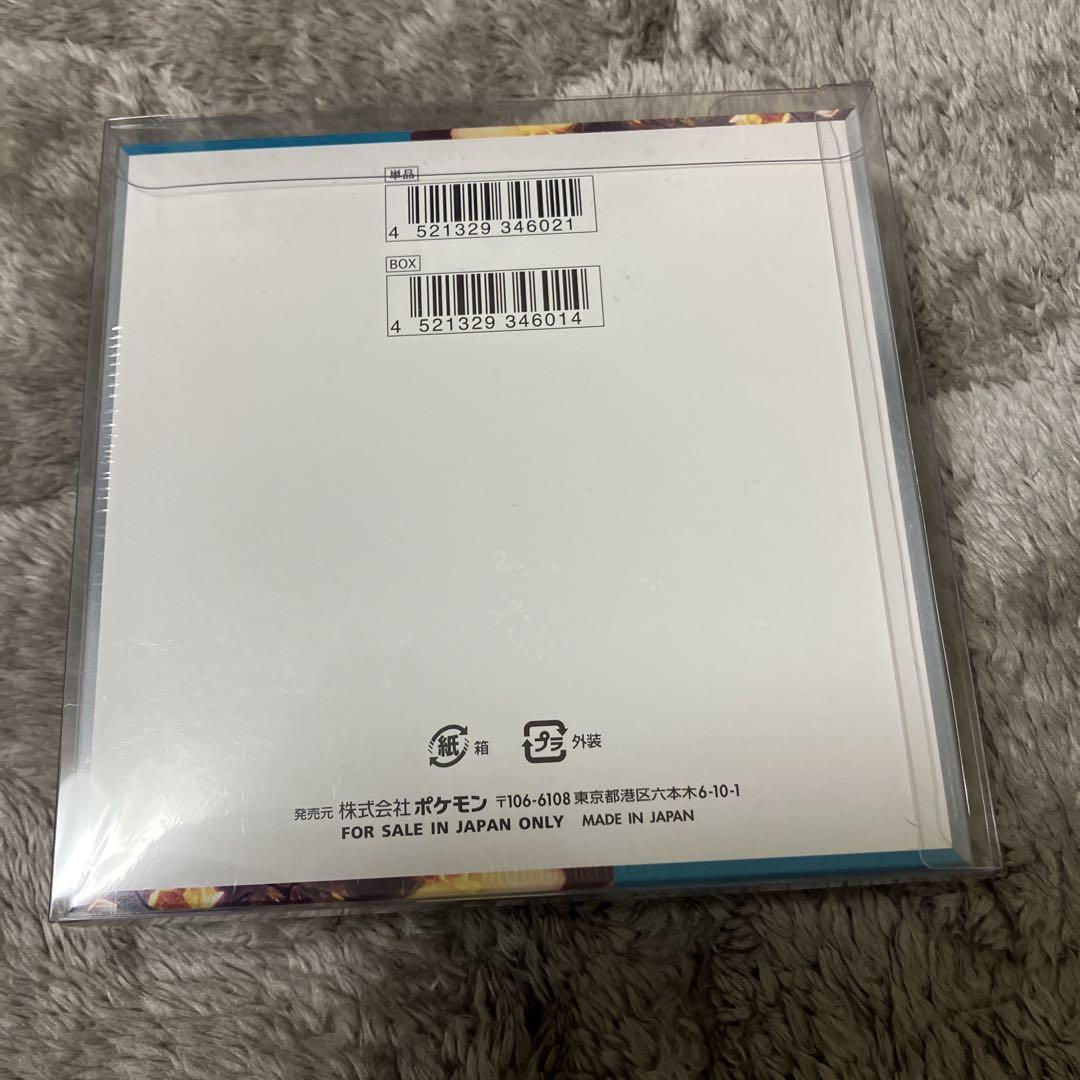 単品
4 521329 346021
BOX
4 521329 346014
紙 箱 プラ 外装
発売元 株式会社 ポケモン 〒106-6108 東京都港区六本木6-10-1
FOR SALE IN JAPAN ONLY MADE IN JAPAN